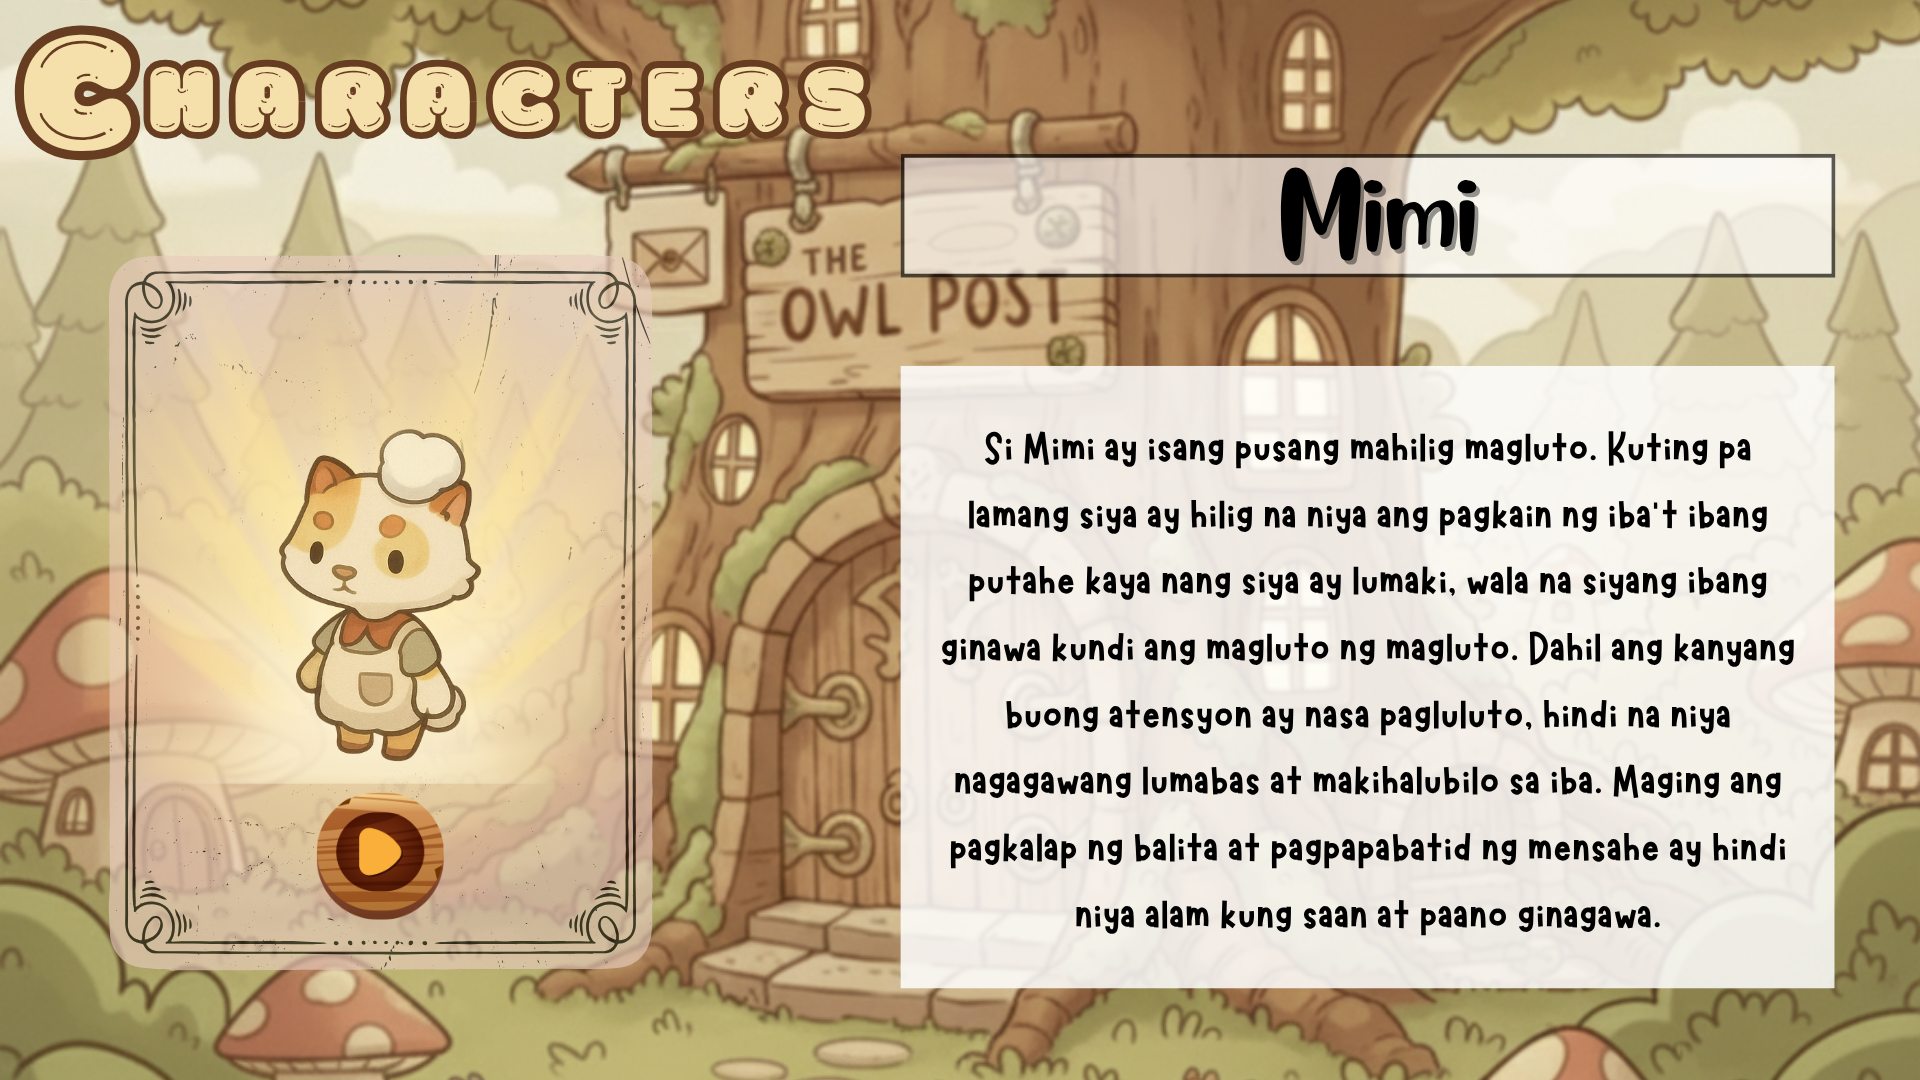 CHARACTERS
Mimi
THE
OWL POST
Si Mimi ay isang pusang mahilig magluto. Kuting pa
lamang siya ay hilig na niya ang pagkain ng iba't ibang
putahe kaya nang siya ay lumaki, wala na siyang ibang
ginawa kundi ang magluto ng magluto. Dahil ang kanyang
buong atensyon ay nasa pagluluto, hindi na niya
nagagawang lumabas at makihalubilo sa iba. Maging ang
pagkalap ng balita at pagpapabatid ng mensahe ay hindi
niya alam kung saan at paano ginagawa.